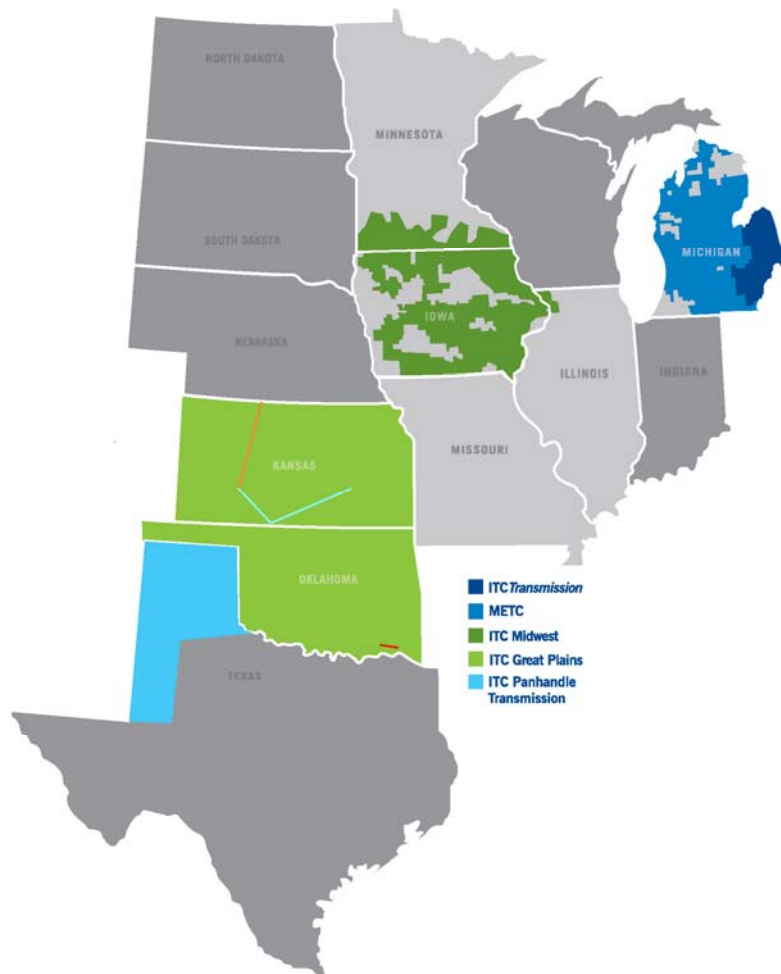 NORTH DAKOTA
MINNESOTA
SOUTH DAKOTA
MICHIGAN
IOWA
NEBRASKA
ILLINOIS
INDIANA
MISSOURI
KANSAS
OKLAHOMA
TEXAS
ITCTransmission
METC
ITC Midwest
ITC Great Plains
ITC Panhandle
Transmission